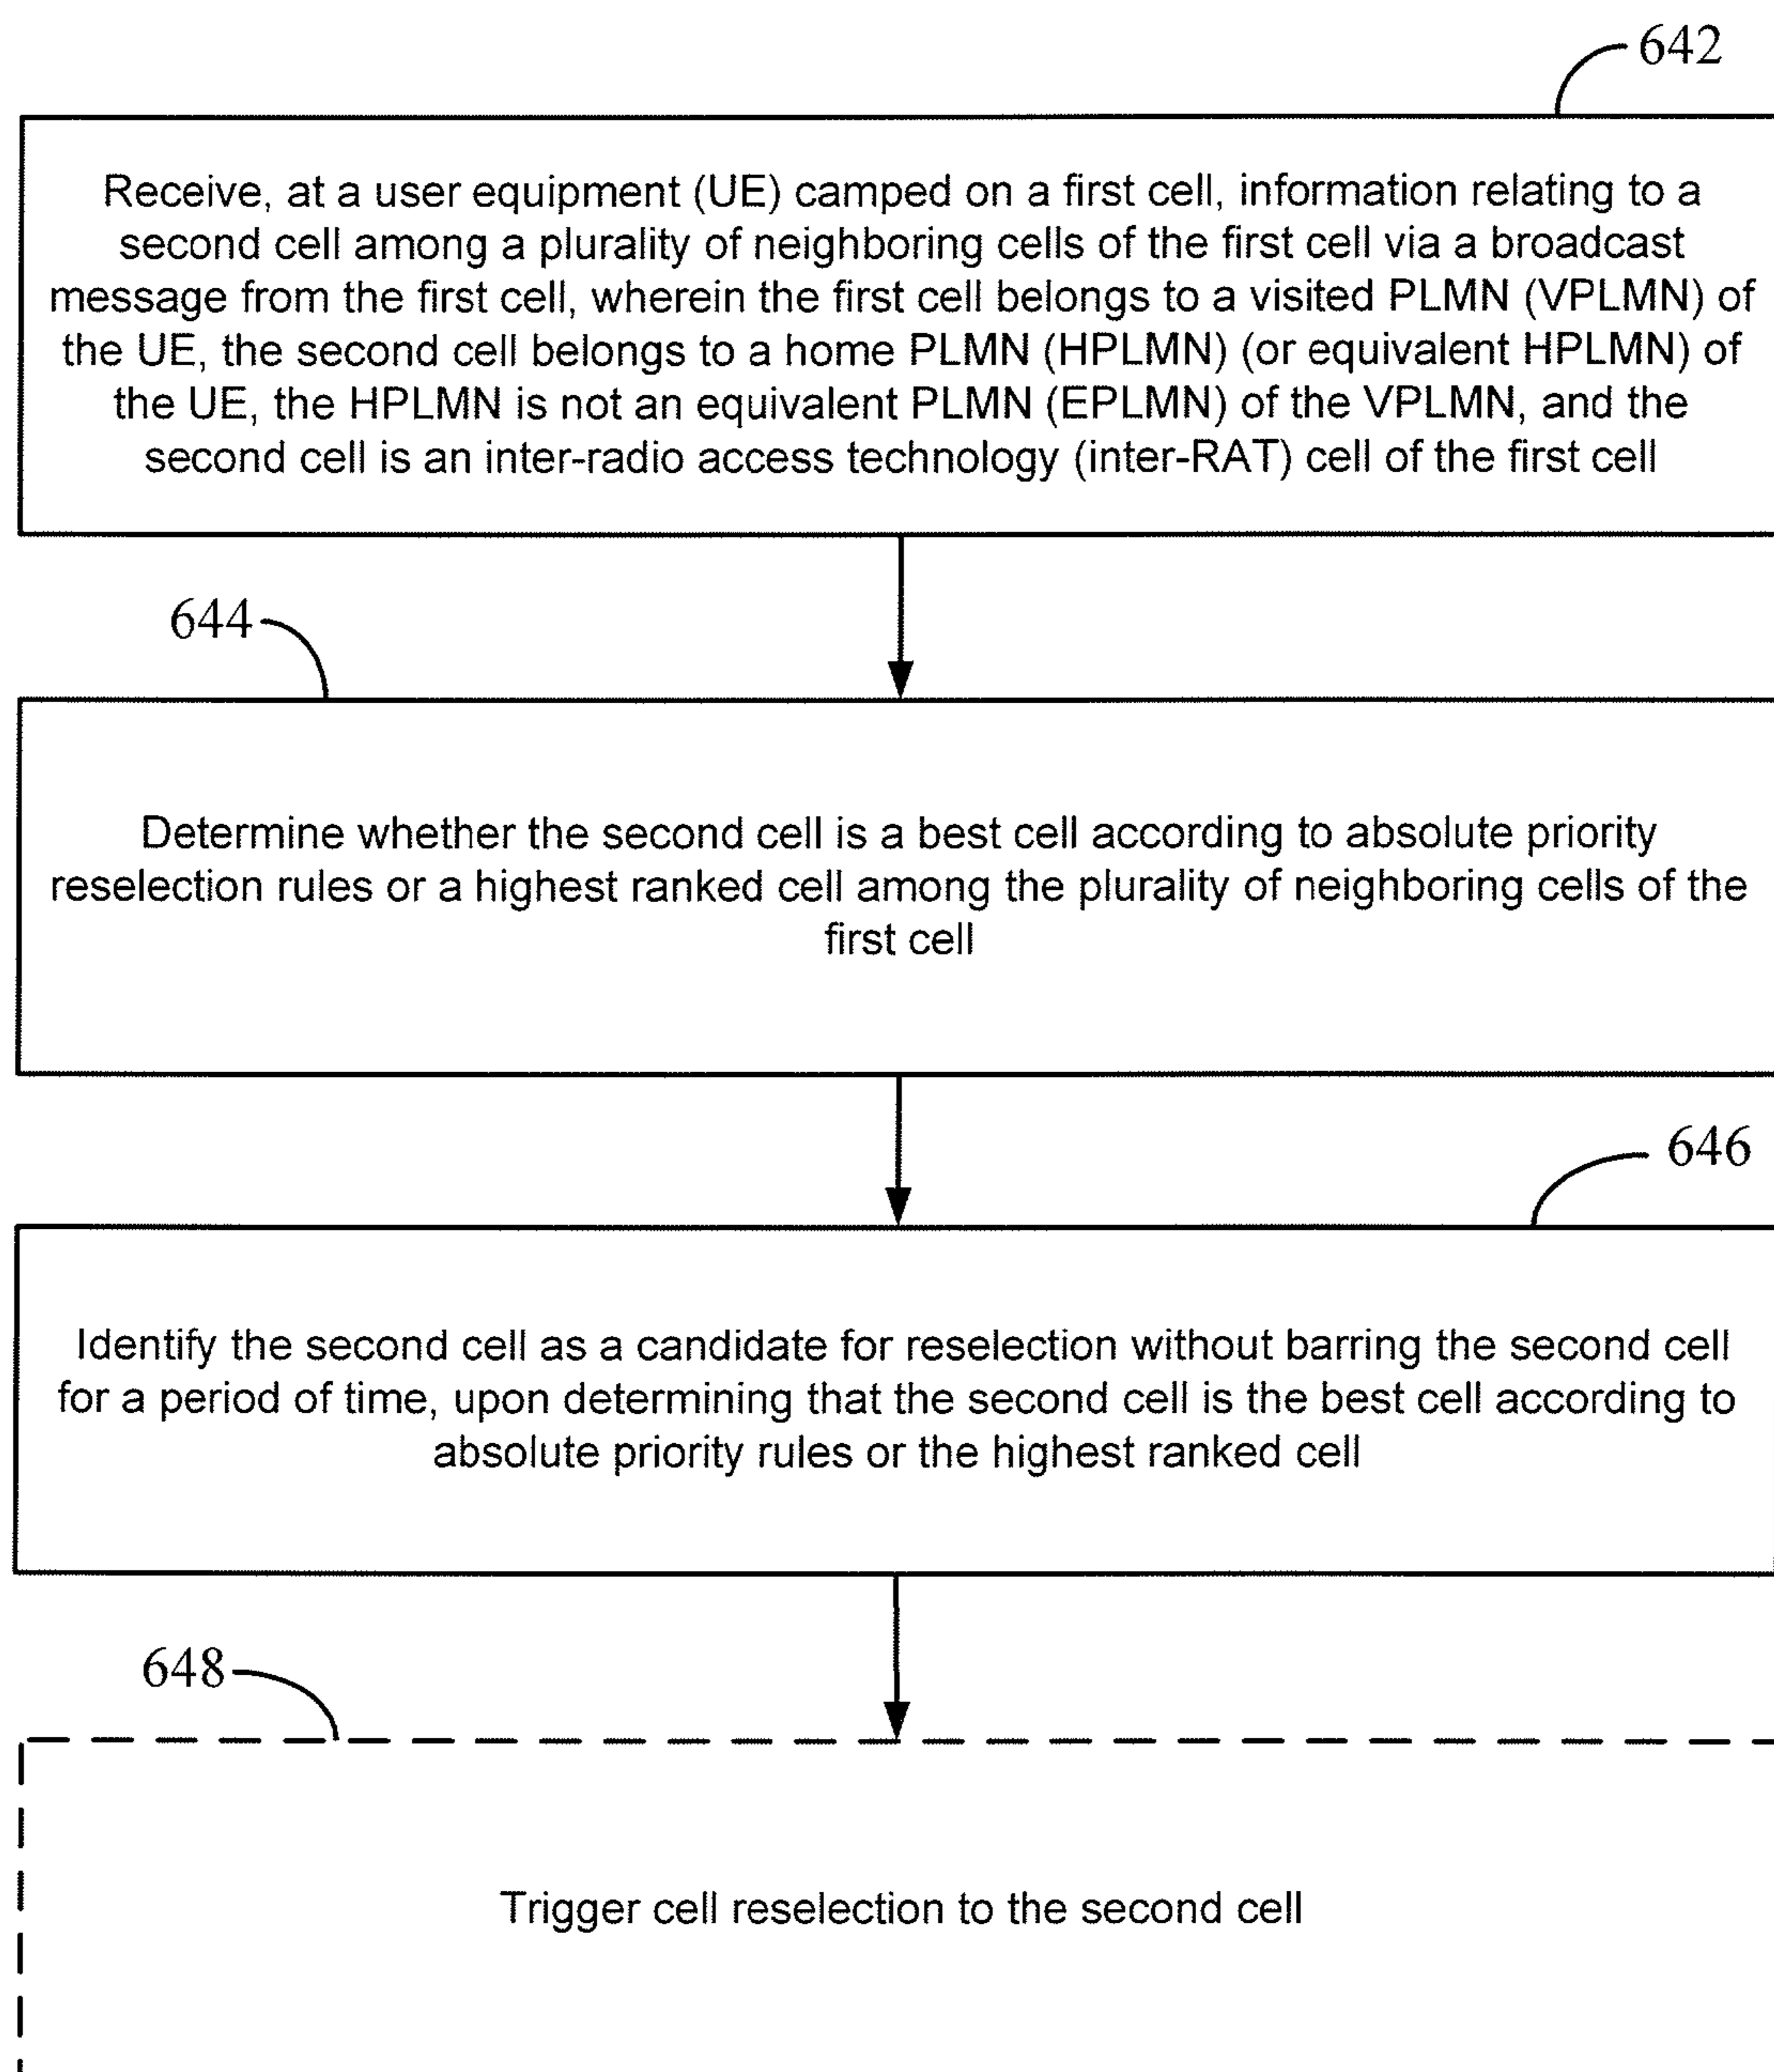 642
Receive, at a user equipment (UE) camped on a first cell, information relating to a
second cell among a plurality of neighboring cells of the first cell via a broadcast
message from the first cell, wherein the first cell belongs to a visited PLMN (VPLMN) of
the UE, the second cell belongs to a home PLMN (HPLMN) (or equivalent HPLMN) of
the UE, the HPLMN is not an equivalent PLMN (EPLMN) of the VPLMN, and the
second cell is an inter-radio access technology (inter-RAT) cell of the first cell
644
Determine whether the second cell is a best cell according to absolute priority
reselection rules or a highest ranked cell among the plurality of neighboring cells of the
first cell
646
Identify the second cell as a candidate for reselection without barring the second cell
for a period of time, upon determining that the second cell is the best cell according to
absolute priority rules or the highest ranked cell
648
Trigger cell reselection to the second cell